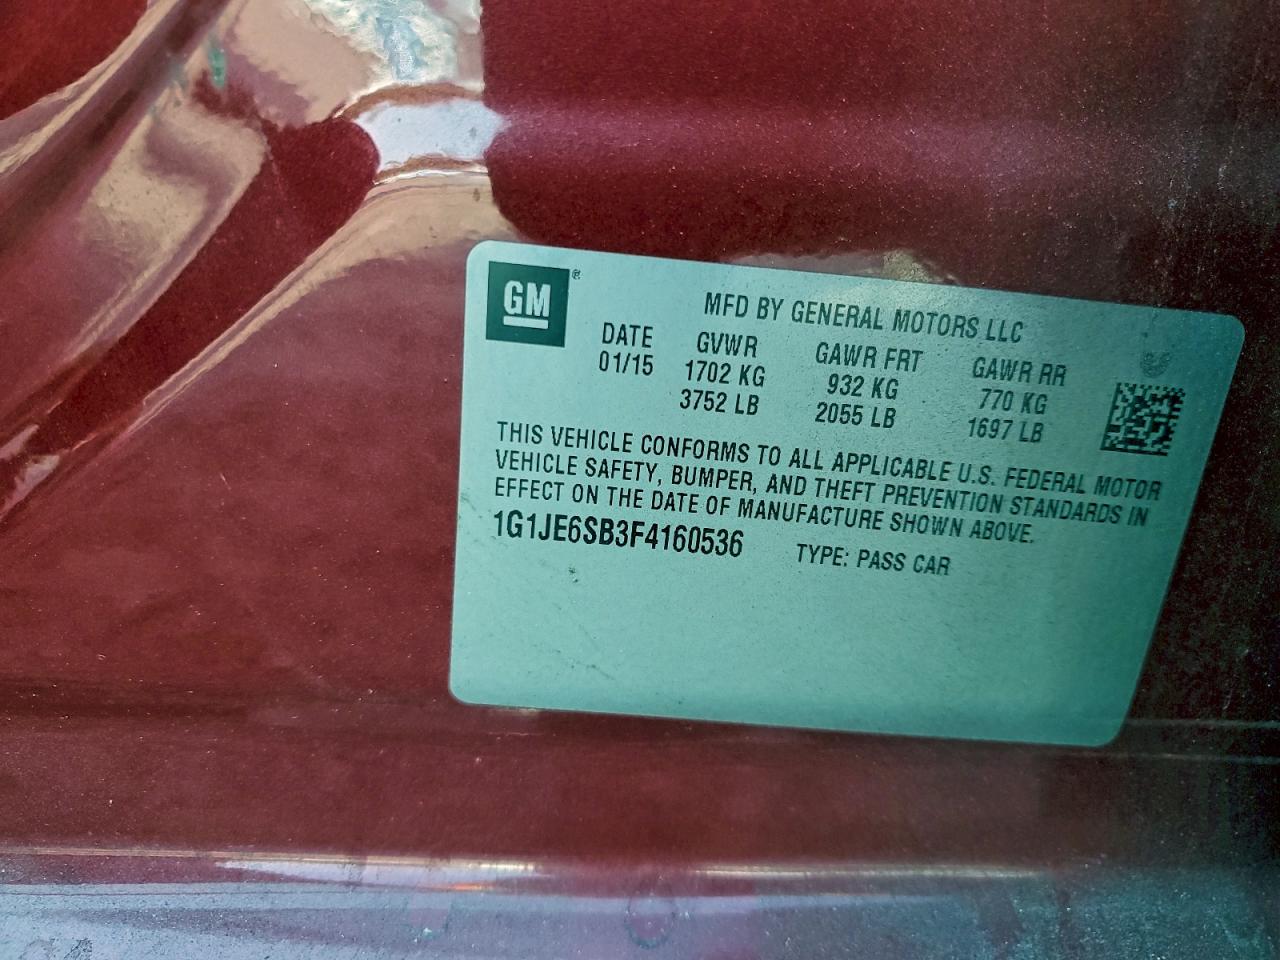 GM ®
MFD BY GENERAL MOTORS LLC
DATE GVWR GAWR FRT GAWR RR
01/15 1702 KG 932 KG 770 KG
3752 LB 2055 LB 1697 LB
THIS VEHICLE CONFORMS TO ALL APPLICABLE U.S. FEDERAL MOTOR
VEHICLE SAFETY, BUMPER, AND THEFT PREVENTION STANDARDS IN
EFFECT ON THE DATE OF MANUFACTURE SHOWN ABOVE.
1G1JE6SB3F4160536 TYPE: PASS CAR